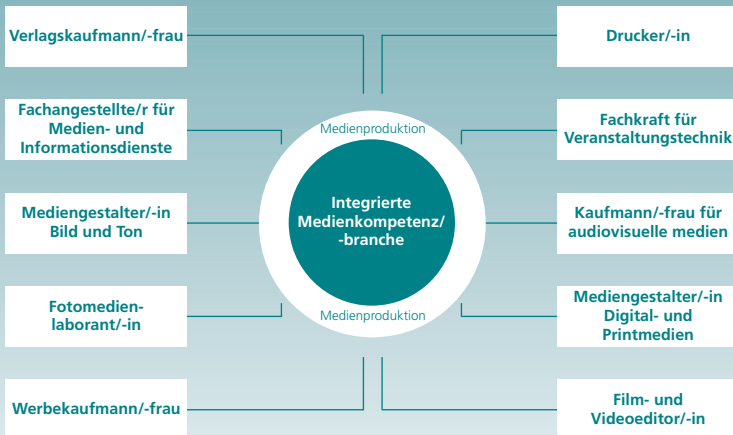 Verlagskaufmann/-frau
Drucker/-in
Fachangestellte/r für
Medien- und
Informationsdienste
Medienproduktion
Fachkraft für
Veranstaltungstechnik
Mediengestalter/-in
Bild und Ton
Integrierte
Medienkompetenz/
-branche
Kaufmann/-frau für
audiovisuelle medien
Fotomedien-
laborant/-in
Medienproduktion
Mediengestalter/-in
Digital- und
Printmedien
Werbekaufmann/-frau
Film- und
Videoeditor/-in